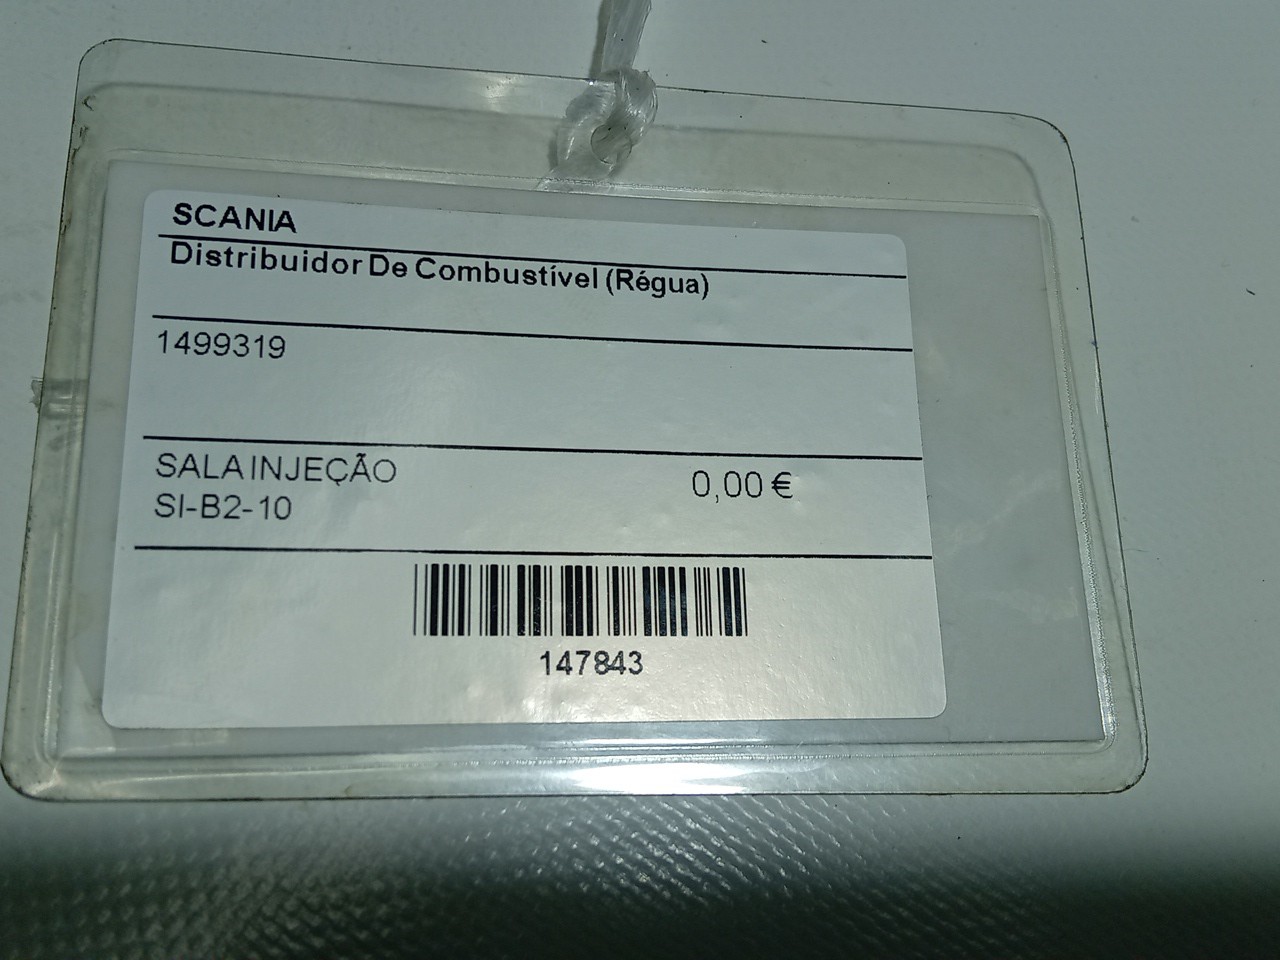 SCANIA
Distribuidor De Combustível (Régua)
1499319
SALA INJEÇÃO
0,00 €
SI-B2-10
147843